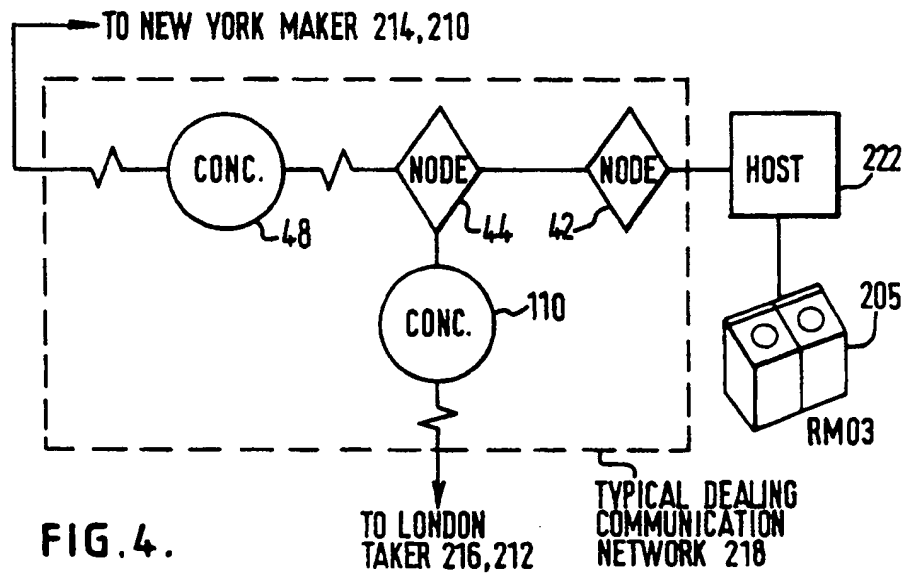 TO NEW YORK MAKER 214,210
CONC.
48
NODE
44
NODE
42
HOST
222
CONC.
110
205
RM03
TO LONDON
TAKER 216,212
TYPICAL DEALING
COMMUNICATION
NETWORK 218
FIG.4.